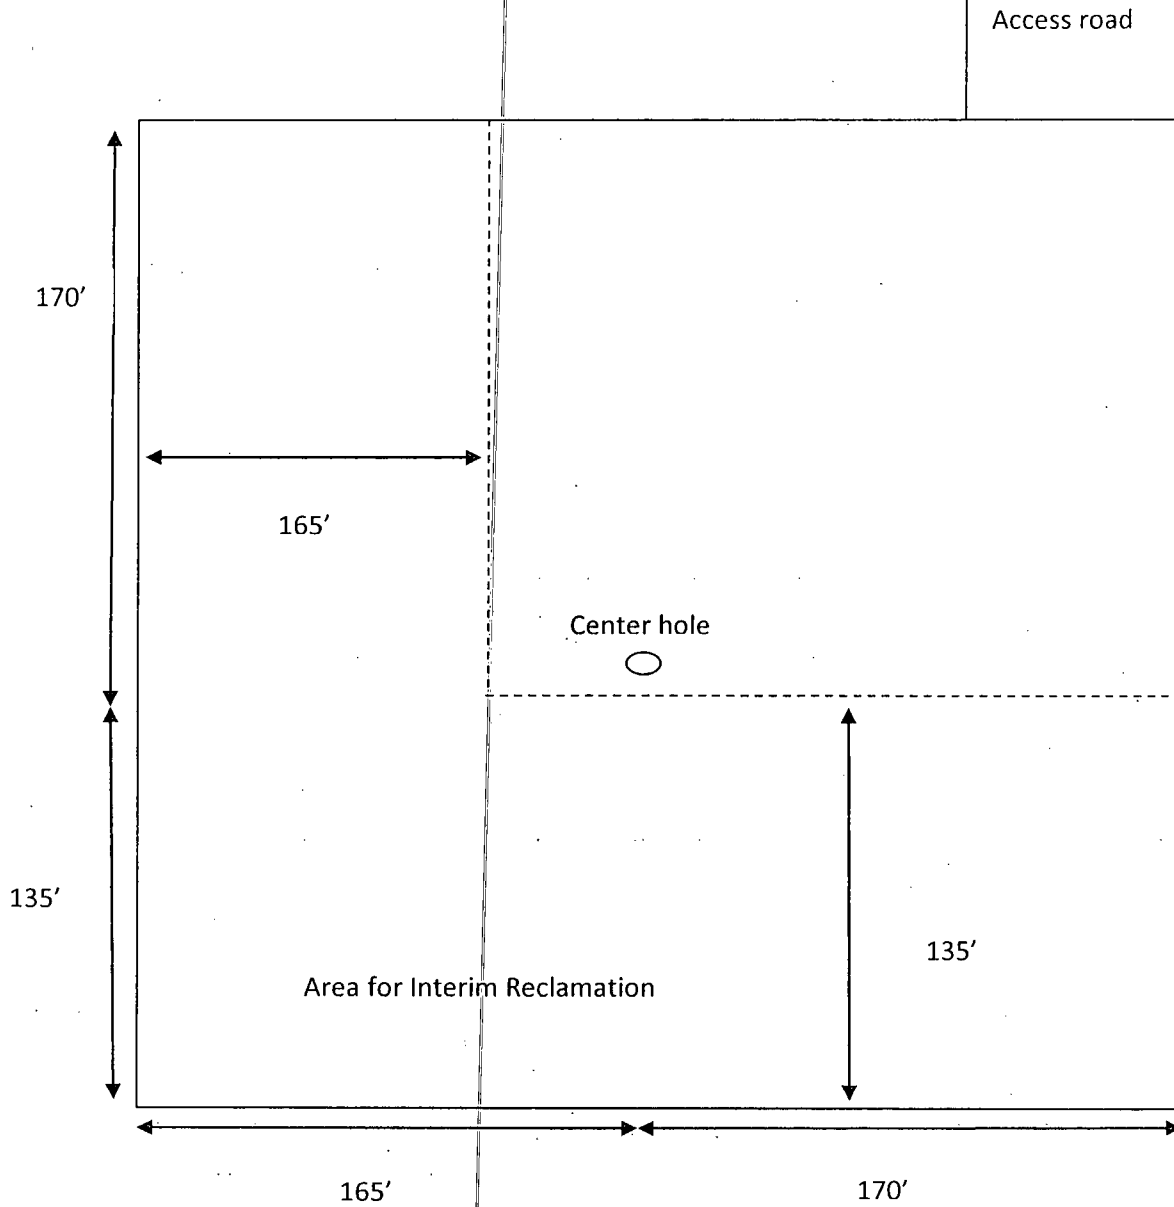 Access road
170′
165′
Center hole
135′
135′
Area for Interim Reclamation
165′
170′